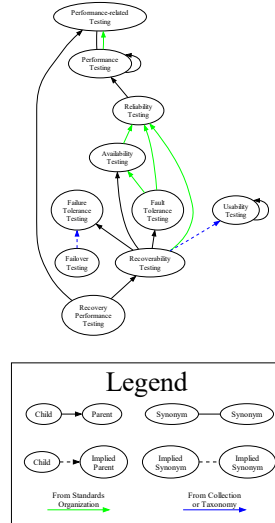 Performance-related
Testing
Performance
Testing
Reliability
Testing
Availability
Testing
Failure
Tolerance
Testing
Fault
Tolerance
Testing
Usability
Testing
Failover
Testing
Recoverability
Testing
Recovery
Performance
Testing
Legend
Child
Parent
Synonym
Synonym
Child
Implied
Parent
Implied
Synonym
Implied
Synonym
From Standards
Organization
From Collection
or Taxonomy